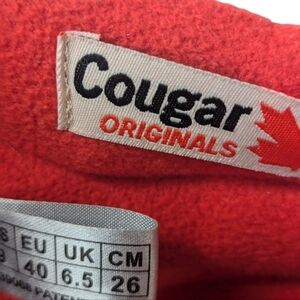 Cougar
ORIGINALS
EU UK CM
40 6.5 26